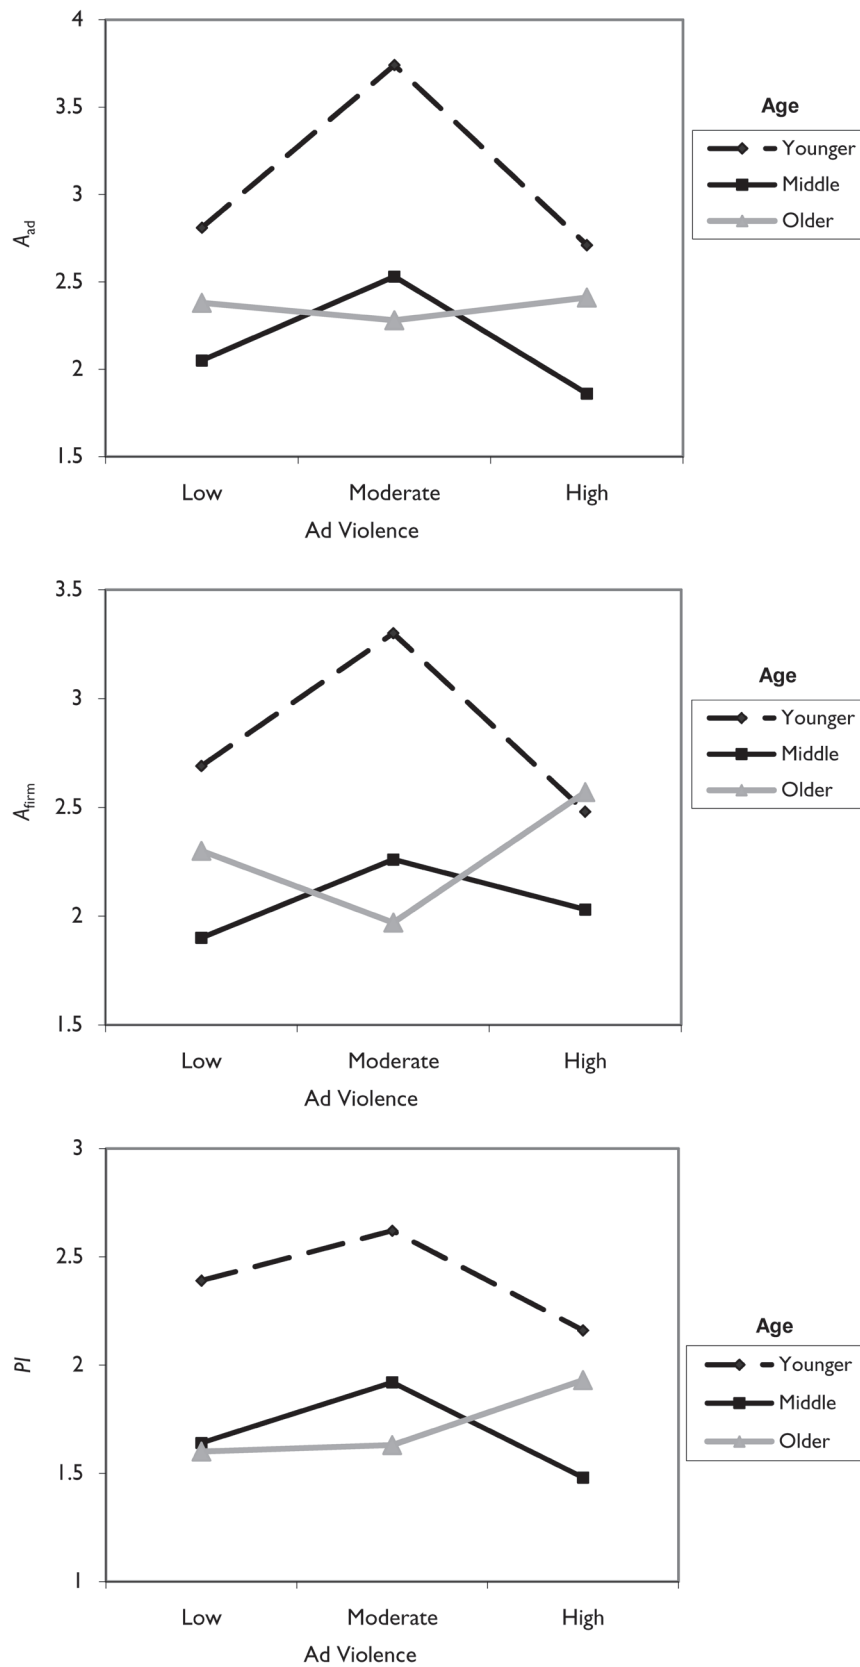 4
3.5
3
2.5
2
1.5
Aad
Low Moderate High
Ad Violence
Age
Younger
Middle
Older
3.5
3
2.5
2
1.5
Afirm
Low Moderate High
Ad Violence
Age
Younger
Middle
Older
3
2.5
2
1.5
1
PI
Low Moderate High
Ad Violence
Age
Younger
Middle
Older